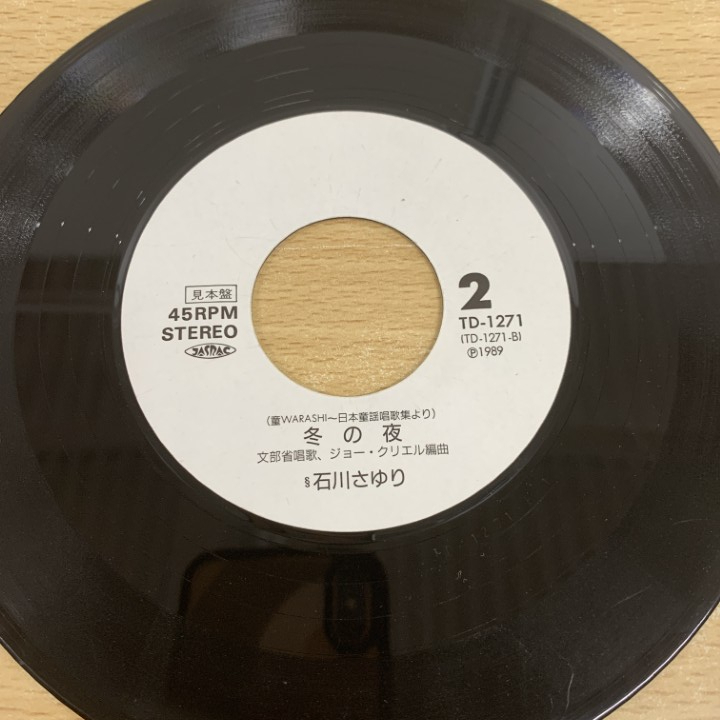 見本盤
45RPM
STEREO
JASRAC
2
TD-1271
(TD-1271-B)
Ⓟ1989
(童WARASHI〜日本童謡唱歌集より)
冬の夜
文部省唱歌、ジョー・クリエル編曲
§石川さゆり